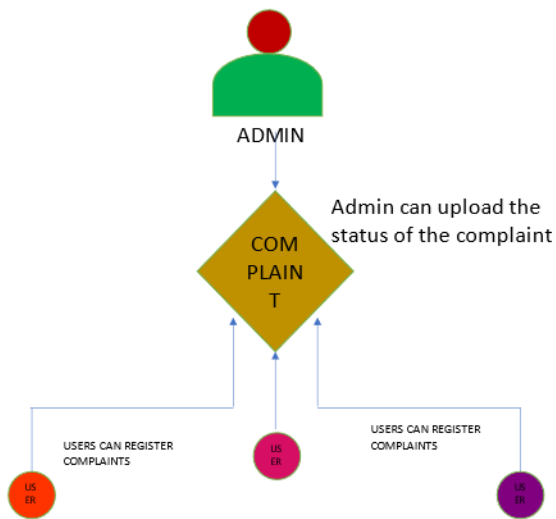 ADMIN
Admin can upload the
status of the complaint
COM
PLAIN
T
USERS CAN REGISTER
COMPLAINTS
USERS CAN REGISTER
COMPLAINTS
US
ER
US
ER
US
ER